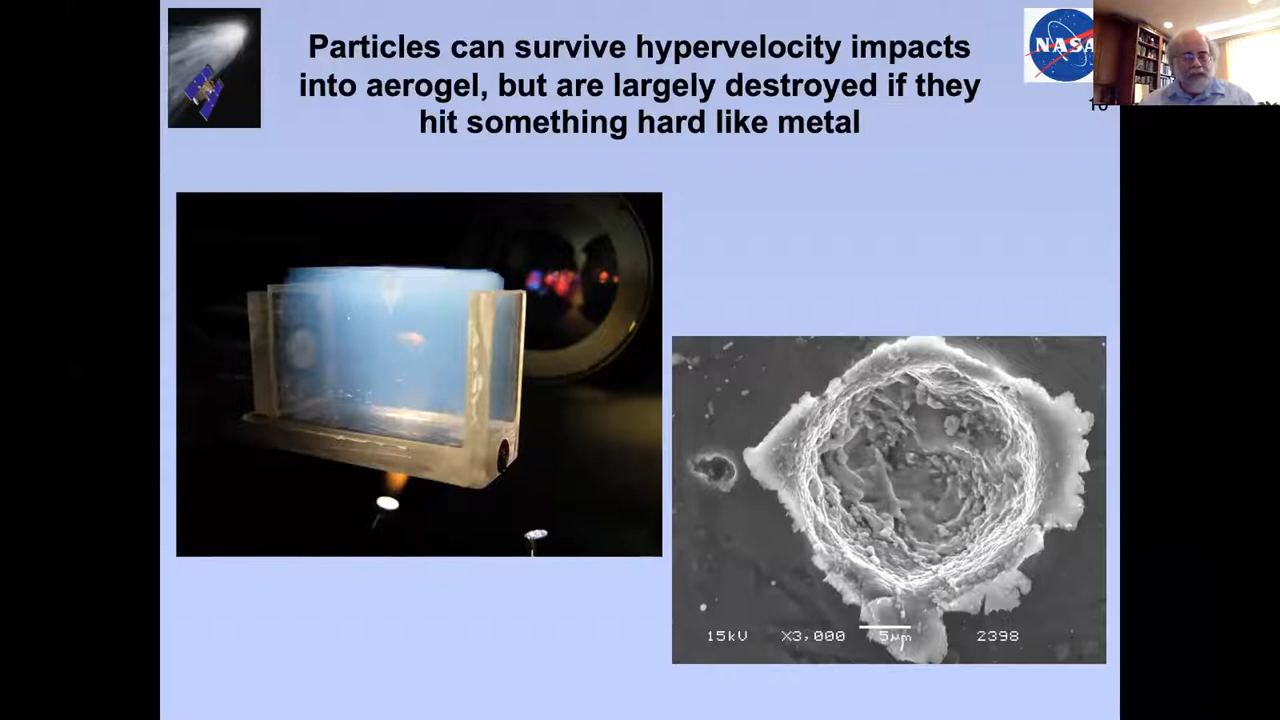 Particles can survive hypervelocity impacts
into aerogel, but are largely destroyed if they
hit something hard like metal
NASA
15kV X3,000 5µm 2398